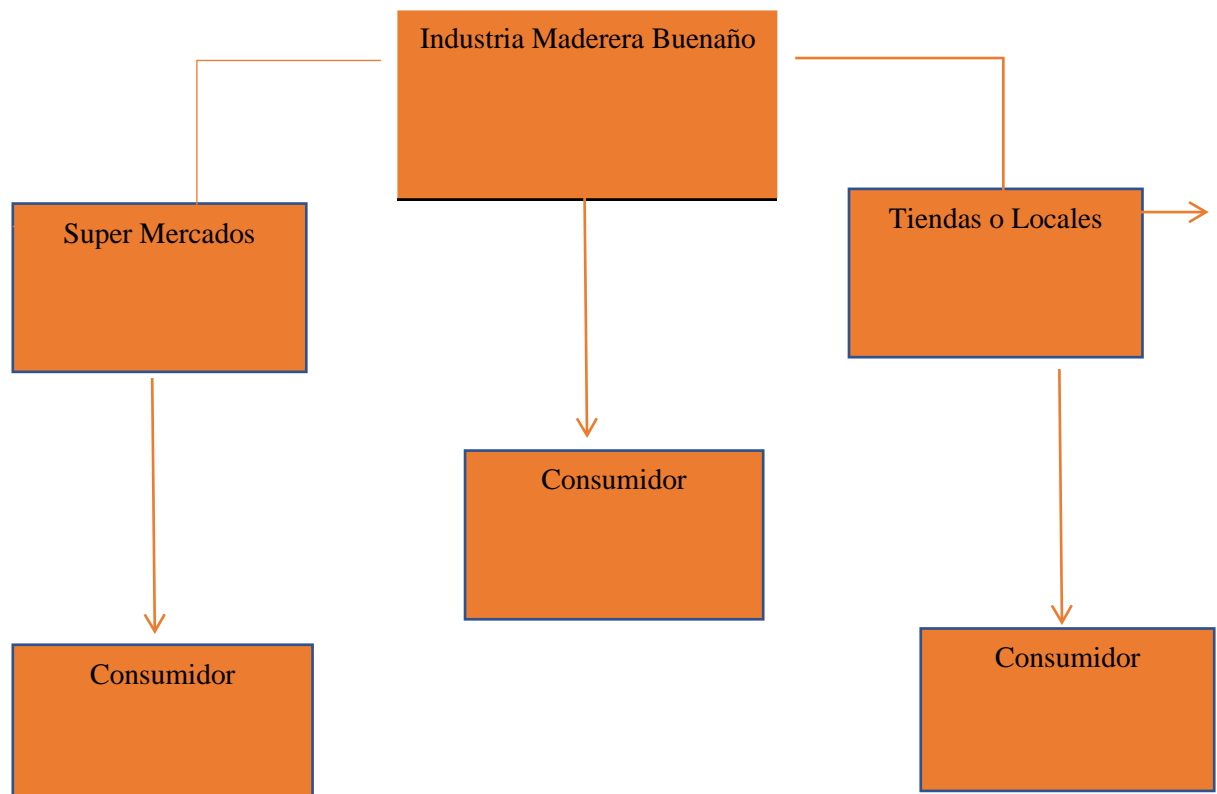 Industria Maderera Buenaño
Super Mercados
Tiendas o Locales
Consumidor
Consumidor
Consumidor